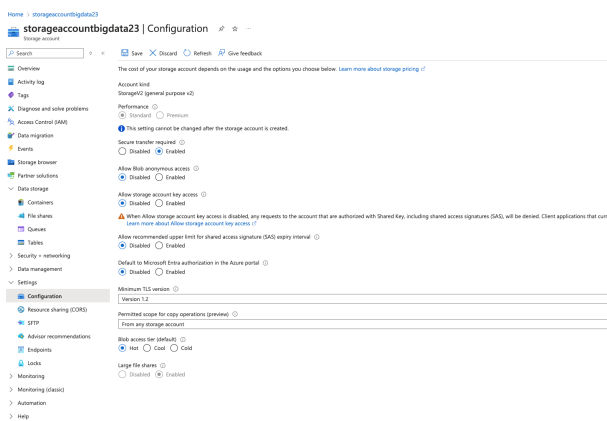 Home > storageaccountbigdata23
storageaccountbigdata23 | Configuration
Storage account
Search
Save Discard Refresh Give feedback
Overview
Activity log
Tags
Diagnose and solve problems
Access Control (IAM)
Data migration
Events
Storage browser
Partner solutions
Data storage
Containers
File shares
Queues
Tables
Security + networking
Data management
Settings
Configuration
Resource sharing (CORS)
SFTP
Advisor recommendations
Endpoints
Locks
Monitoring
Monitoring (classic)
Automation
Help
The cost of your storage account depends on the usage and the options you choose below. Learn more about storage pricing
Account kind
StorageV2 (general purpose v2)
Performance
Standard Premium
This setting cannot be changed after the storage account is created.
Secure transfer required
Disabled Enabled
Allow Blob anonymous access
Disabled Enabled
Allow storage account key access
Disabled Enabled
When Allow storage account key access is disabled, any requests to the account that are authorized with Shared Key, including shared access signatures (SAS), will be denied. Client applications that curr
Learn more about Allow storage account key access
Allow recommended upper limit for shared access signature (SAS) expiry interval
Disabled Enabled
Default to Microsoft Entra authorization in the Azure portal
Disabled Enabled
Minimum TLS version
Version 1.2
Permitted scope for copy operations (preview)
From any storage account
Blob access tier (default)
Hot Cool Cold
Large file shares
Disabled Enabled